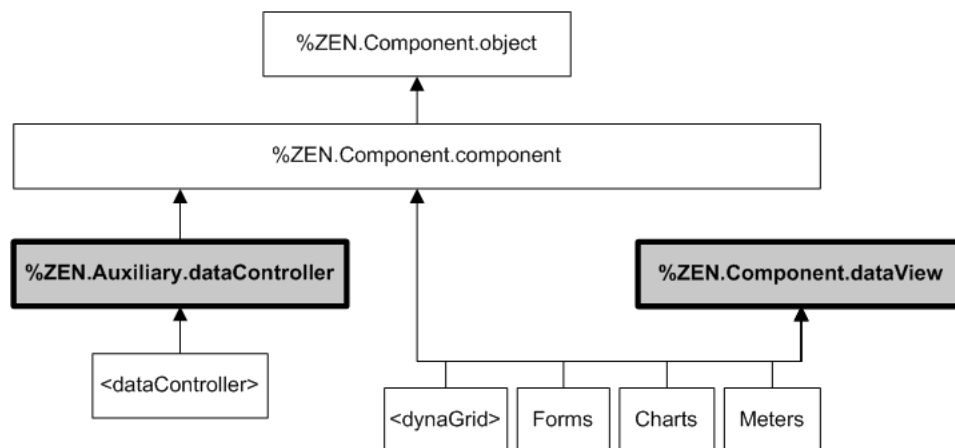 %ZEN.Component.object
%ZEN.Component.component
%ZEN.Auxiliary.dataController
%ZEN.Component.dataView
<dataController>
<dynaGrid>
Forms
Charts
Meters